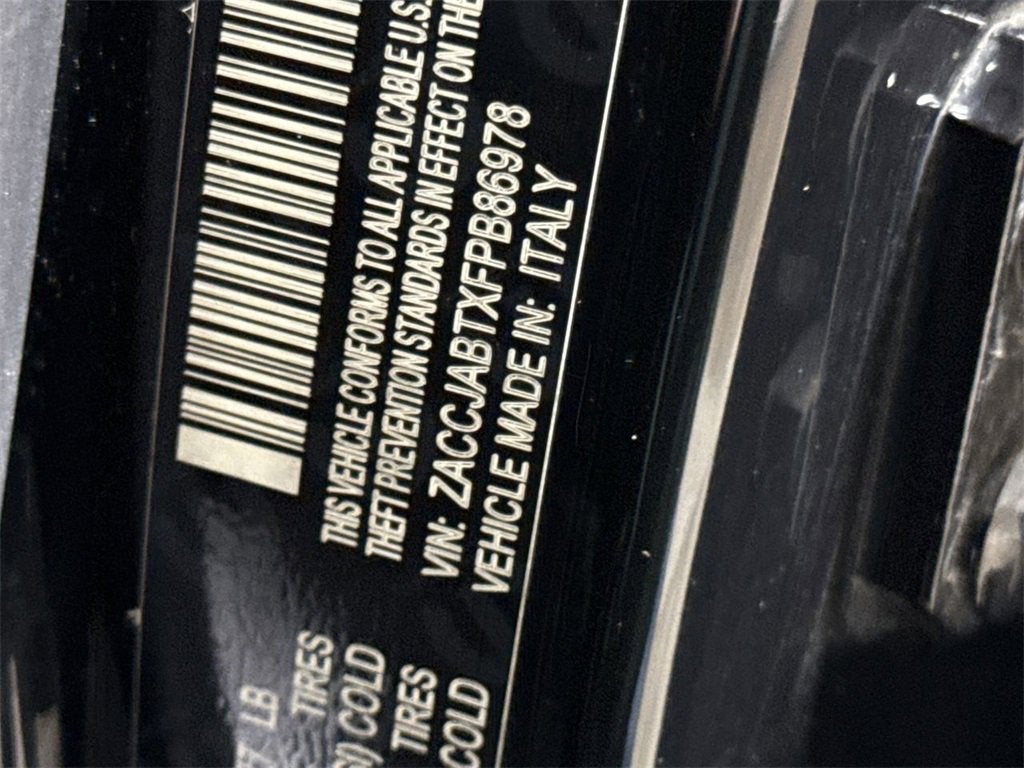 THIS VEHICLE CONFORMS TO ALL APPLICABLE U.S.
THEFT PREVENTION STANDARDS IN EFFECT ON THE
VIN: ZACCJABTXFPB86978
VEHICLE MADE IN: ITALY
LB
TIRES
COLD
TIRES
COLD